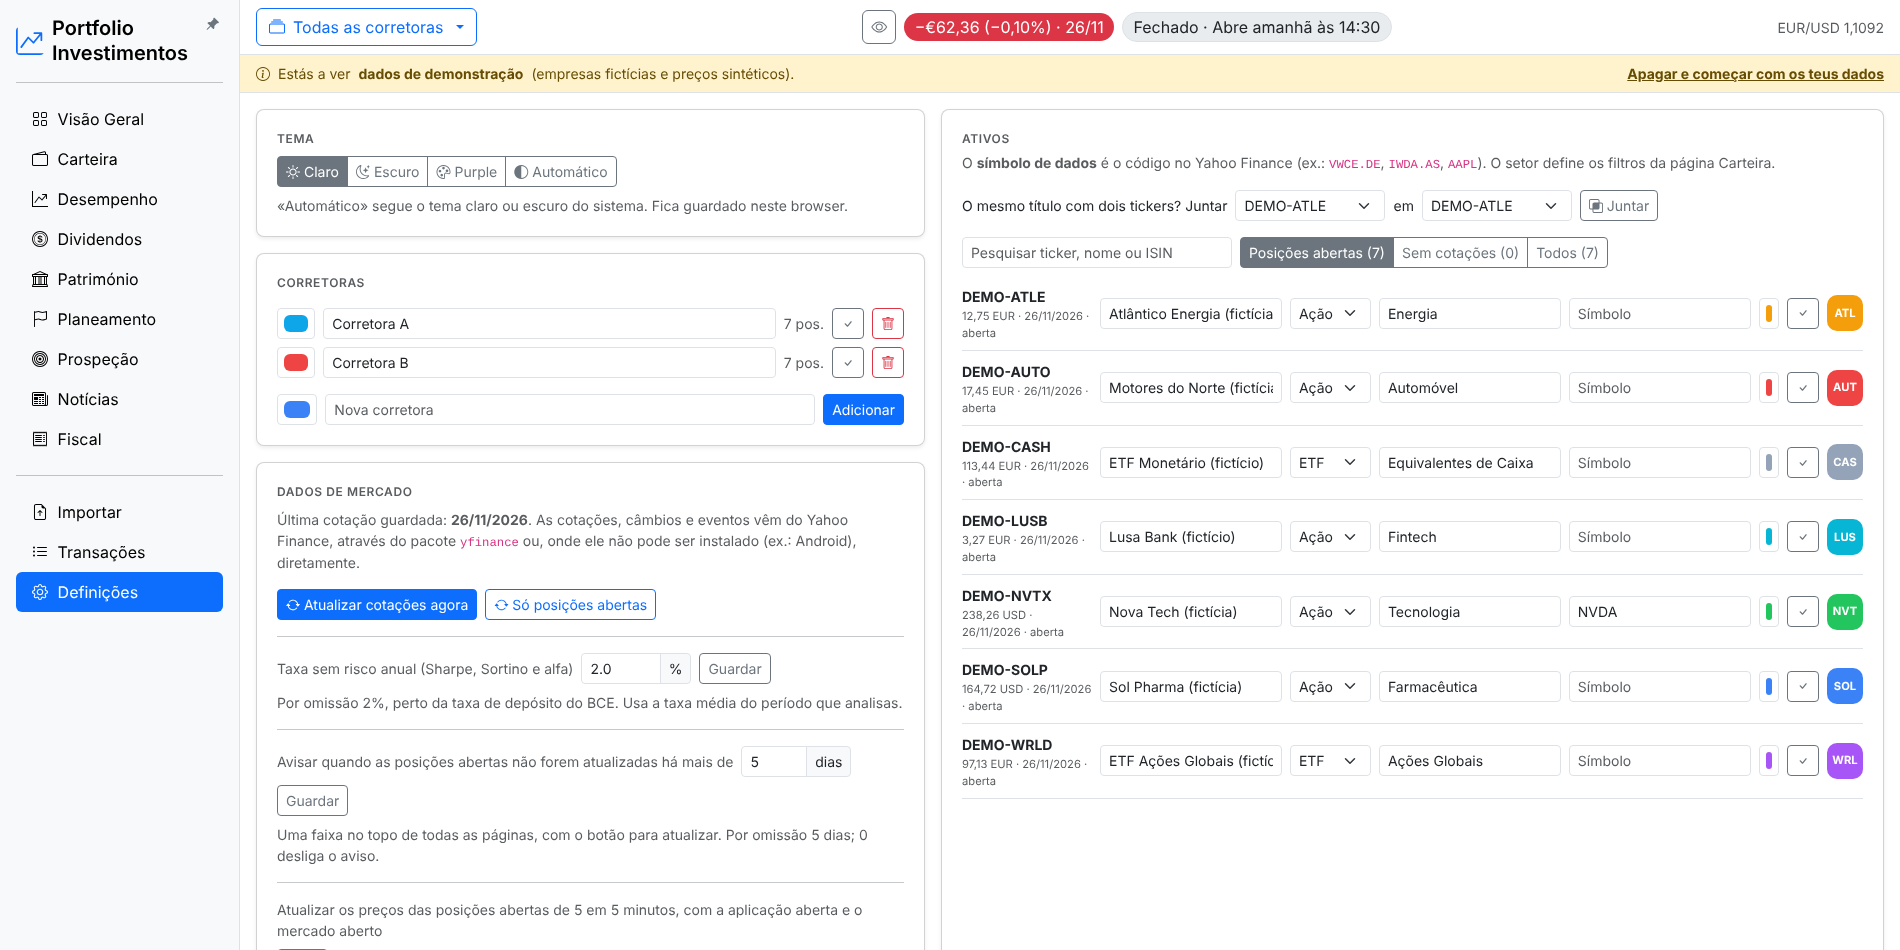 Portfolio
Investimentos
Visão Geral
Carteira
Desempenho
Dividendos
Património
Planeamento
Prospeção
Notícias
Fiscal
Importar
Transações
Definições
Todas as corretoras
−€62,36 (−0,10%) · 26/11
Fechado · Abre amanhã às 14:30
EUR/USD 1,1092
Estás a ver dados de demonstração (empresas fictícias e preços sintéticos).
Apagar e começar com os teus dados
TEMA
Claro
Escuro
Purple
Automático
«Automático» segue o tema claro ou escuro do sistema. Fica guardado neste browser.
CORRETORAS
Corretora A
7 pos.
Corretora B
7 pos.
Nova corretora
Adicionar
DADOS DE MERCADO
Última cotação guardada: 26/11/2026. As cotações, câmbios e eventos vêm do Yahoo
Finance, através do pacote yfinance ou, onde ele não pode ser instalado (ex.: Android),
diretamente.
Atualizar cotações agora
Só posições abertas
Taxa sem risco anual (Sharpe, Sortino e alfa)
2.0
%
Guardar
Por omissão 2%, perto da taxa de depósito do BCE. Usa a taxa média do período que analisas.
Avisar quando as posições abertas não forem atualizadas há mais de
5
dias
Guardar
Uma faixa no topo de todas as páginas, com o botão para atualizar. Por omissão 5 dias; 0
desliga o aviso.
Atualizar os preços das posições abertas de 5 em 5 minutos, com a aplicação aberta e o
mercado aberto
ATIVOS
O símbolo de dados é o código no Yahoo Finance (ex.: VWCE.DE, IWDA.AS, AAPL). O setor define os filtros da página Carteira.
O mesmo título com dois tickers? Juntar
DEMO-ATLE
em
DEMO-ATLE
Juntar
Pesquisar ticker, nome ou ISIN
Posições abertas (7)
Sem cotações (0)
Todos (7)
DEMO-ATLE
12,75 EUR · 26/11/2026 ·
aberta
Atlântico Energia (fictícia
Ação
Energia
Símbolo
ATL
DEMO-AUTO
17,45 EUR · 26/11/2026 ·
aberta
Motores do Norte (fictícia
Ação
Automóvel
Símbolo
AUT
DEMO-CASH
113,44 EUR · 26/11/2026
· aberta
ETF Monetário (fictício)
ETF
Equivalentes de Caixa
Símbolo
CAS
DEMO-LUSB
3,27 EUR · 26/11/2026 ·
aberta
Lusa Bank (fictício)
Ação
Fintech
Símbolo
LUS
DEMO-NVTX
238,26 USD ·
26/11/2026 · aberta
Nova Tech (fictícia)
Ação
Tecnologia
NVDA
NVT
DEMO-SOLP
164,72 USD · 26/11/2026
· aberta
Sol Pharma (fictícia)
Ação
Farmacêutica
Símbolo
SOL
DEMO-WRLD
97,13 EUR · 26/11/2026 ·
aberta
ETF Ações Globais (fictíc
ETF
Ações Globais
Símbolo
WRL